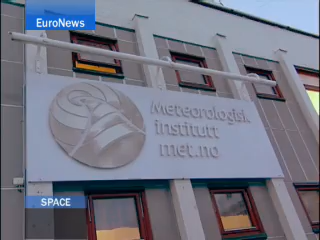 EuroNews
Meteorologisk
institutt
met.no
SPACE